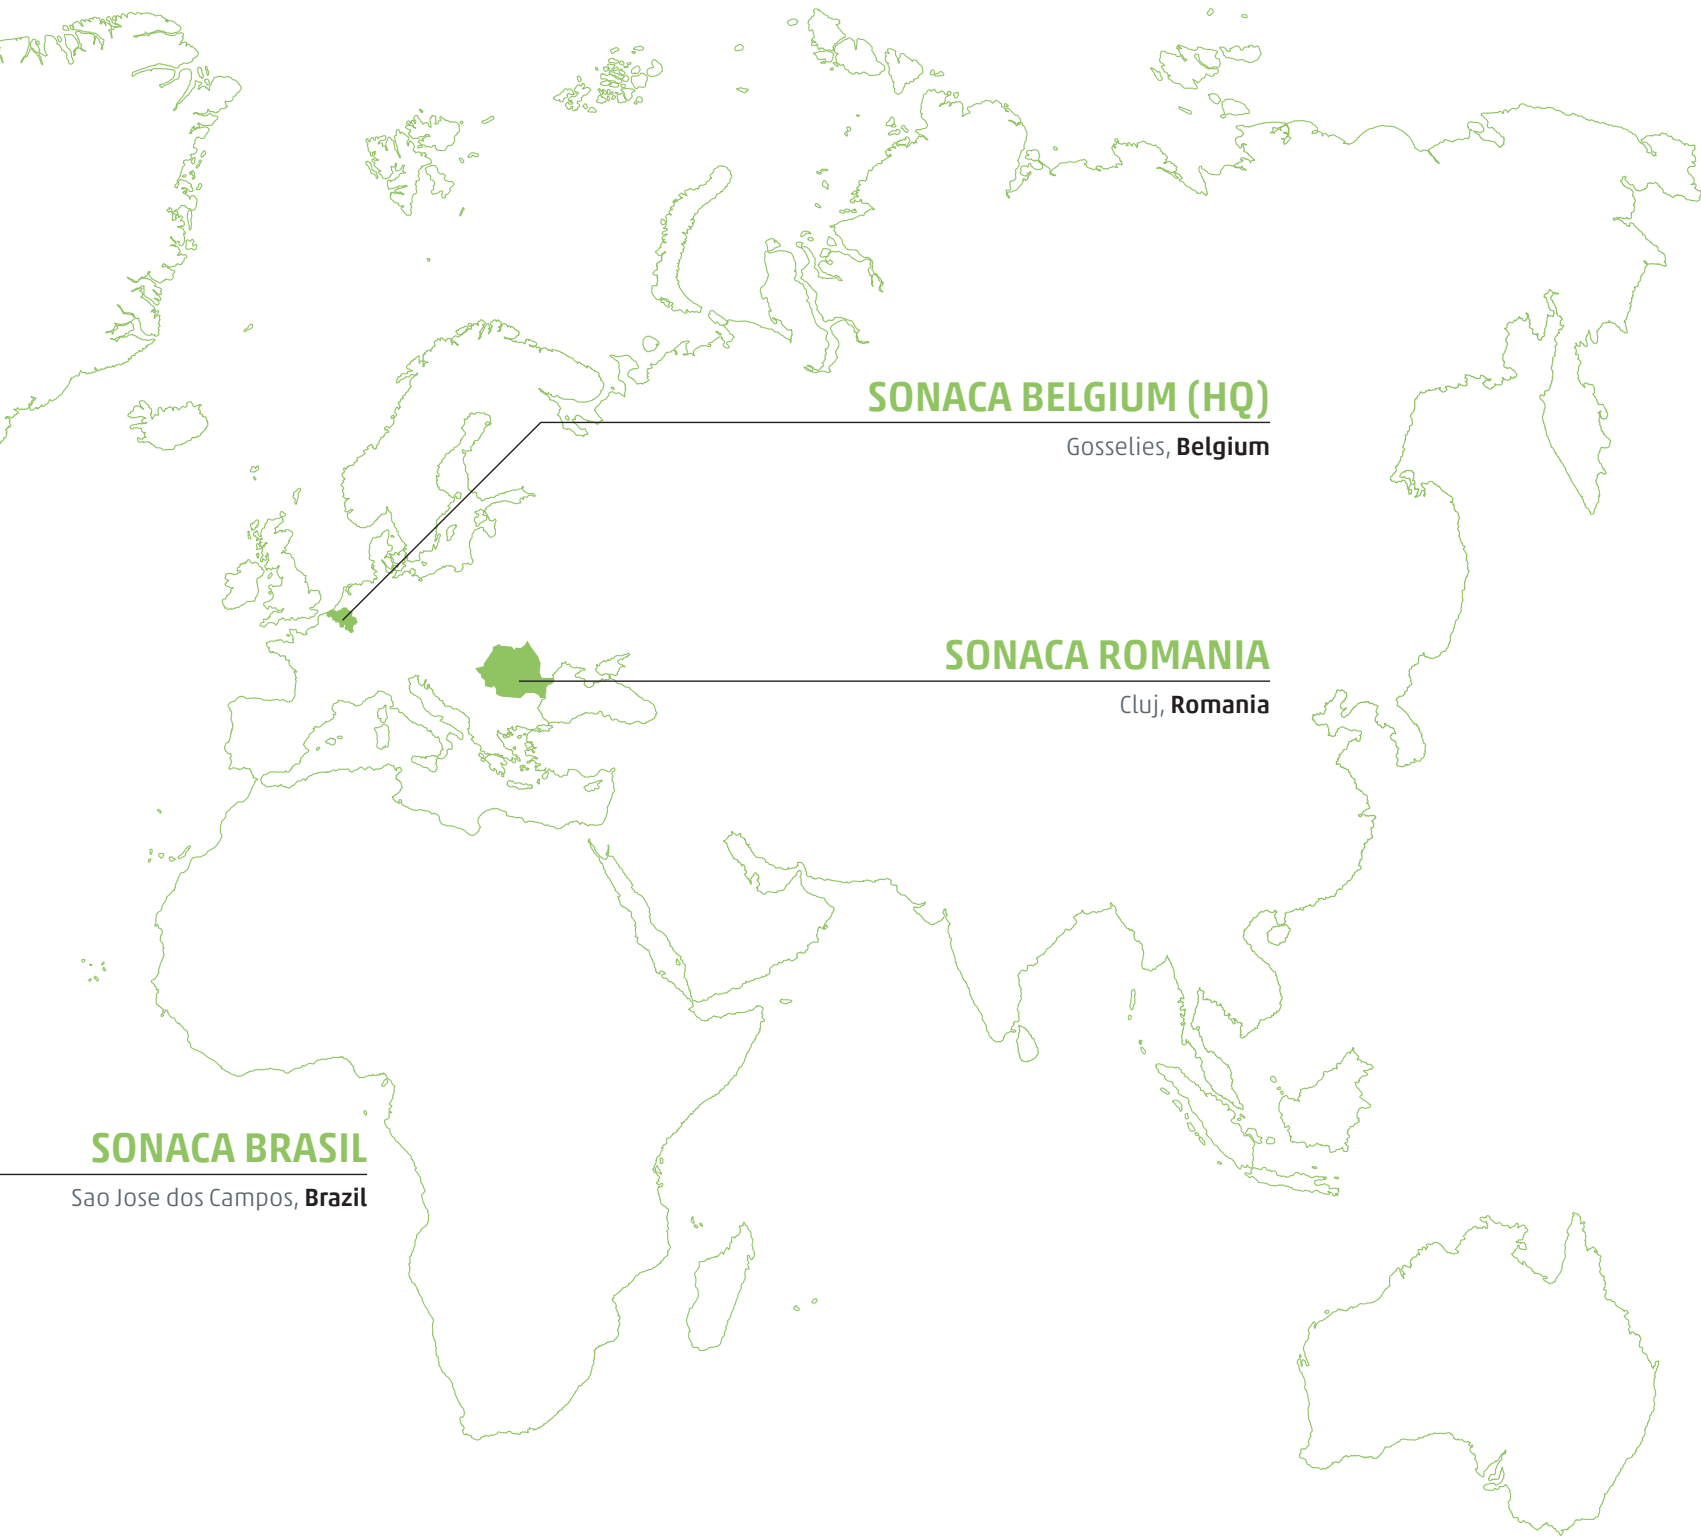 SONACA BELGIUM (HQ)
Gosselies, Belgium
SONACA ROMANIA
Cluj, Romania
SONACA BRASIL
Sao Jose dos Campos, Brazil